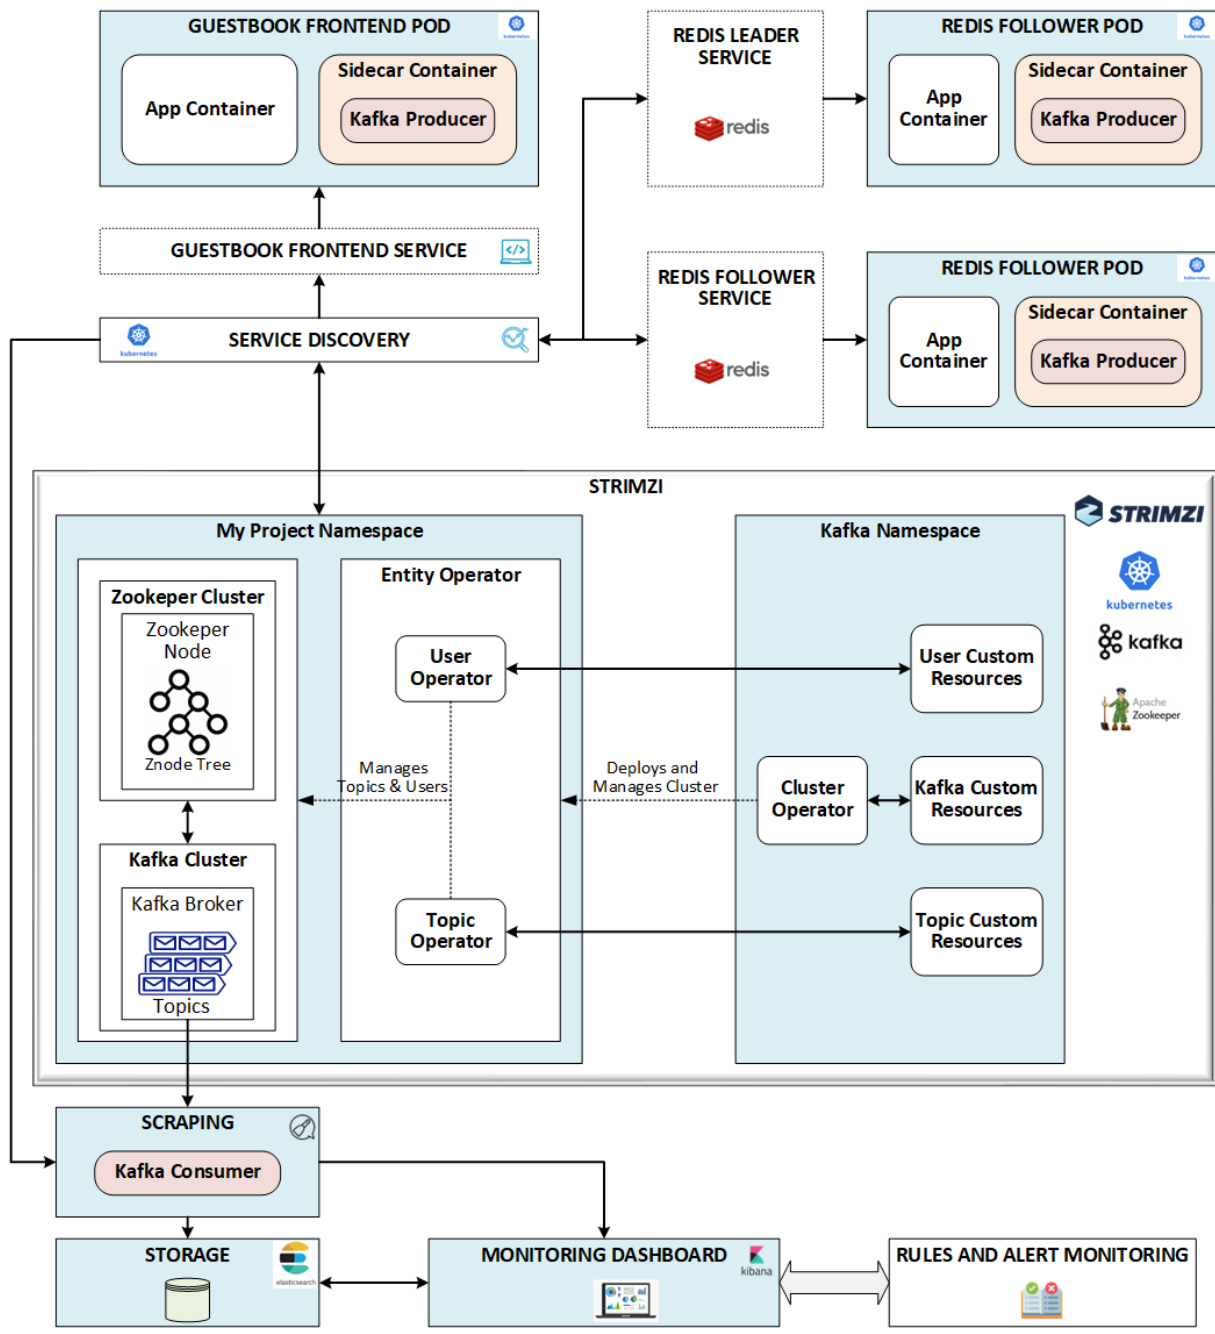 GUESTBOOK FRONTEND POD
kubernetes
App Container
Sidecar Container
Kafka Producer
REDIS LEADER
SERVICE
redis
REDIS FOLLOWER POD
kubernetes
App
Container
Sidecar Container
Kafka Producer
GUESTBOOK FRONTEND SERVICE
</>
kubernetes
SERVICE DISCOVERY
REDIS FOLLOWER
SERVICE
redis
REDIS FOLLOWER POD
kubernetes
App
Container
Sidecar Container
Kafka Producer
STRIMZI
STRIMZI
kubernetes
kafka
Apache
Zookeeper
My Project Namespace
Zookeper Cluster
Zookeper
Node
Znode Tree
Kafka Cluster
Kafka Broker
Topics
Entity Operator
User
Operator
Manages
Topics & Users
Topic
Operator
Deploys and
Manages Cluster
Kafka Namespace
User Custom
Resources
Cluster
Operator
Kafka Custom
Resources
Topic Custom
Resources
SCRAPING
Kafka Consumer
STORAGE
elasticsearch
MONITORING DASHBOARD
kibana
RULES AND ALERT MONITORING